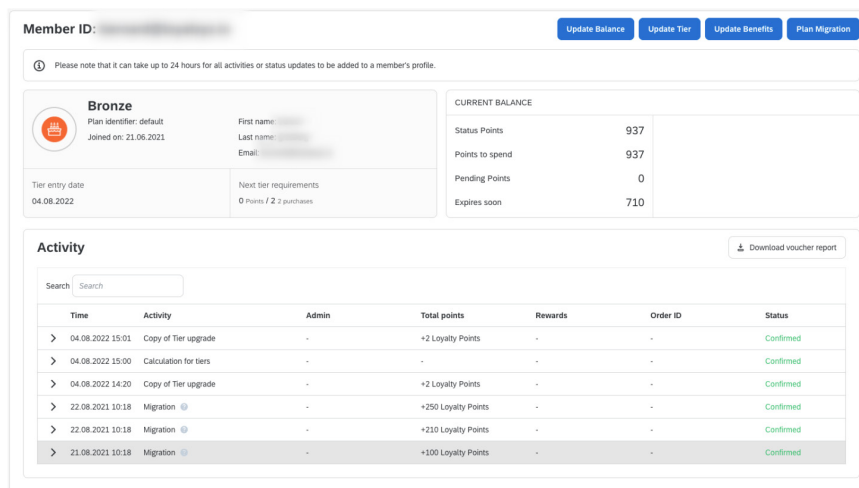 Member ID:
Update Balance
Update Tier
Update Benefits
Plan Migration
Please note that it can take up to 24 hours for all activities or status updates to be added to a member's profile.
Bronze
Plan identifier: default
Joined on: 21.06.2021
First name
Last name
Email
Tier entry date
04.08.2022
Next tier requirements
0 Points / 2 2 purchases
CURRENT BALANCE
Status Points 937
Points to spend 937
Pending Points 0
Expires soon 710
Activity
Download voucher report
Search Search
Time Activity Admin Total points Rewards Order ID Status
04.08.2022 15:01 Copy of Tier upgrade - +2 Loyalty Points - - Confirmed
04.08.2022 15:00 Calculation for tiers - - - - Confirmed
04.08.2022 14:20 Copy of Tier upgrade - +2 Loyalty Points - - Confirmed
22.08.2021 10:18 Migration ? - +250 Loyalty Points - - Confirmed
22.08.2021 10:18 Migration ? - +210 Loyalty Points - - Confirmed
21.08.2021 10:18 Migration ? - +100 Loyalty Points - - Confirmed